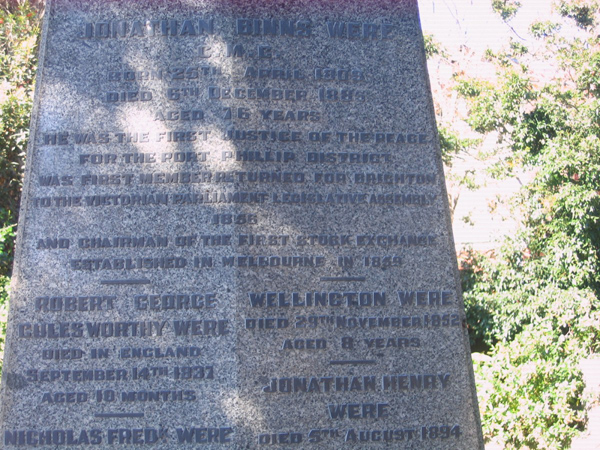 JONATHAN BINNS WERE
C.M.G.
BORN 25TH APRIL 1809
DIED 6TH DECEMBER 1885
AGED 76 YEARS
HE WAS THE FIRST JUSTICE OF THE PEACE
FOR THE PORT PHILLIP DISTRICT
WAS FIRST MEMBER RETURNED FOR BRIGHTON
TO THE VICTORIAN PARLIAMENT LEGISLATIVE ASSEMBLY
1856
AND CHAIRMAN OF THE FIRST STOCK EXCHANGE
ESTABLISHED IN MELBOURNE IN 1859
ROBERT GEORGE
CULESWORTHY WERE
DIED IN ENGLAND
SEPTEMBER 14TH 1837
AGED 10 MONTHS
NICHOLAS FREDK WERE
WELLINGTON WERE
DIED 29TH NOVEMBER 1852
AGED 8 YEARS
JONATHAN HENRY
WERE
DIED 5TH AUGUST 1894